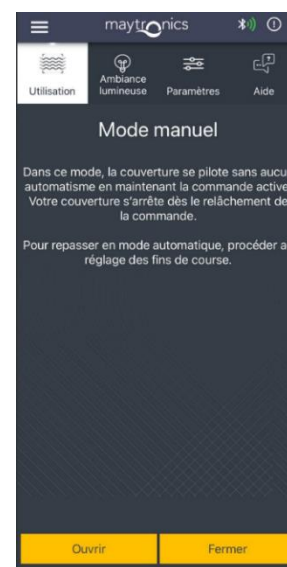 maytronics
Utilisation
Ambiance
lumineuse
Paramètres
Aide
Mode manuel
Dans ce mode, la couverture se pilote sans aucu
automatisme en maintenant la commande active
Votre couverture s'arrête dès le relâchement de
la commande.
Pour repasser en mode automatique, procéder a
réglage des fins de course.
Ouvrir
Fermer